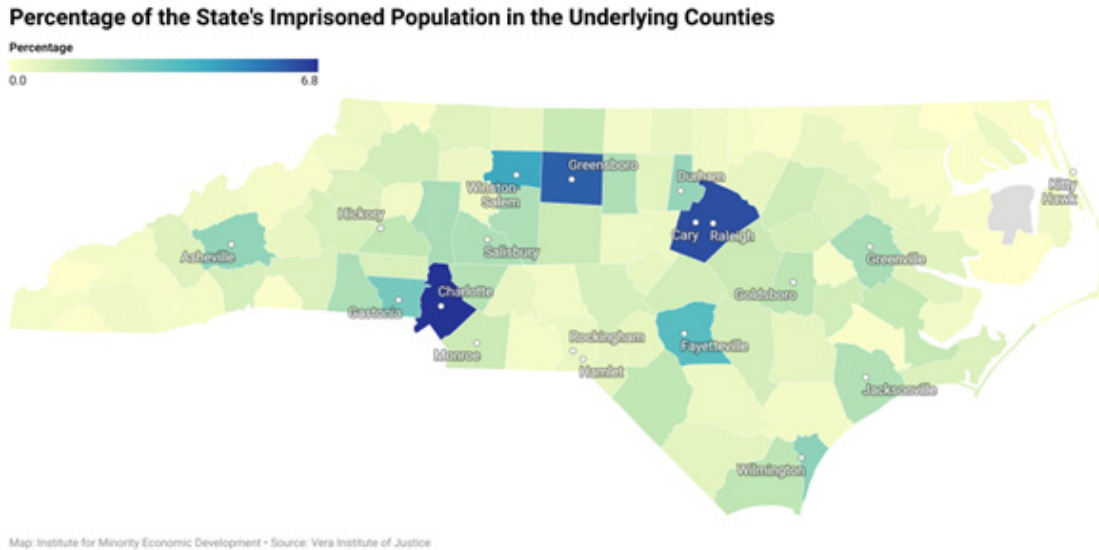 Percentage of the State's Imprisoned Population in the Underlying Counties
Percentage
0.0
6.8
Greensboro
Winston-
Salem
Durham
Kitty
Hawk
Hickory
Cary
Raleigh
Salisbury
Asheville
Greenville
Charlotte
Goldsboro
Gastonia
Rockingham
Fayetteville
Monroe
Hamlet
Jacksonville
Wilmington
Map: Institute for Minority Economic Development • Source: Vera Institute of Justice